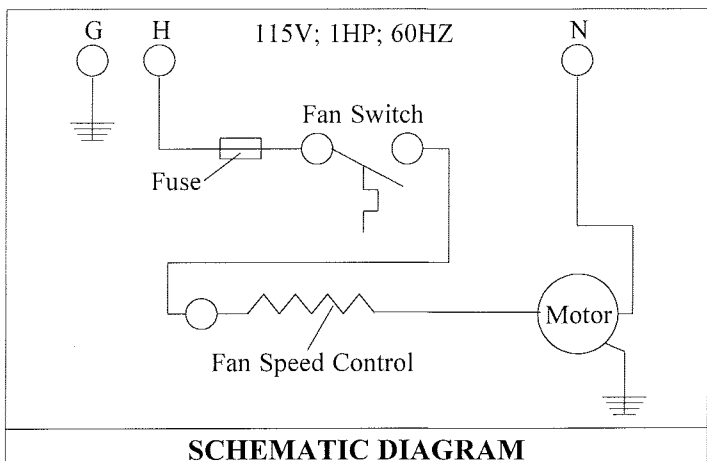 G H 115V; 1HP; 60HZ N
Fan Switch
Fuse
Motor
Fan Speed Control
SCHEMATIC DIAGRAM